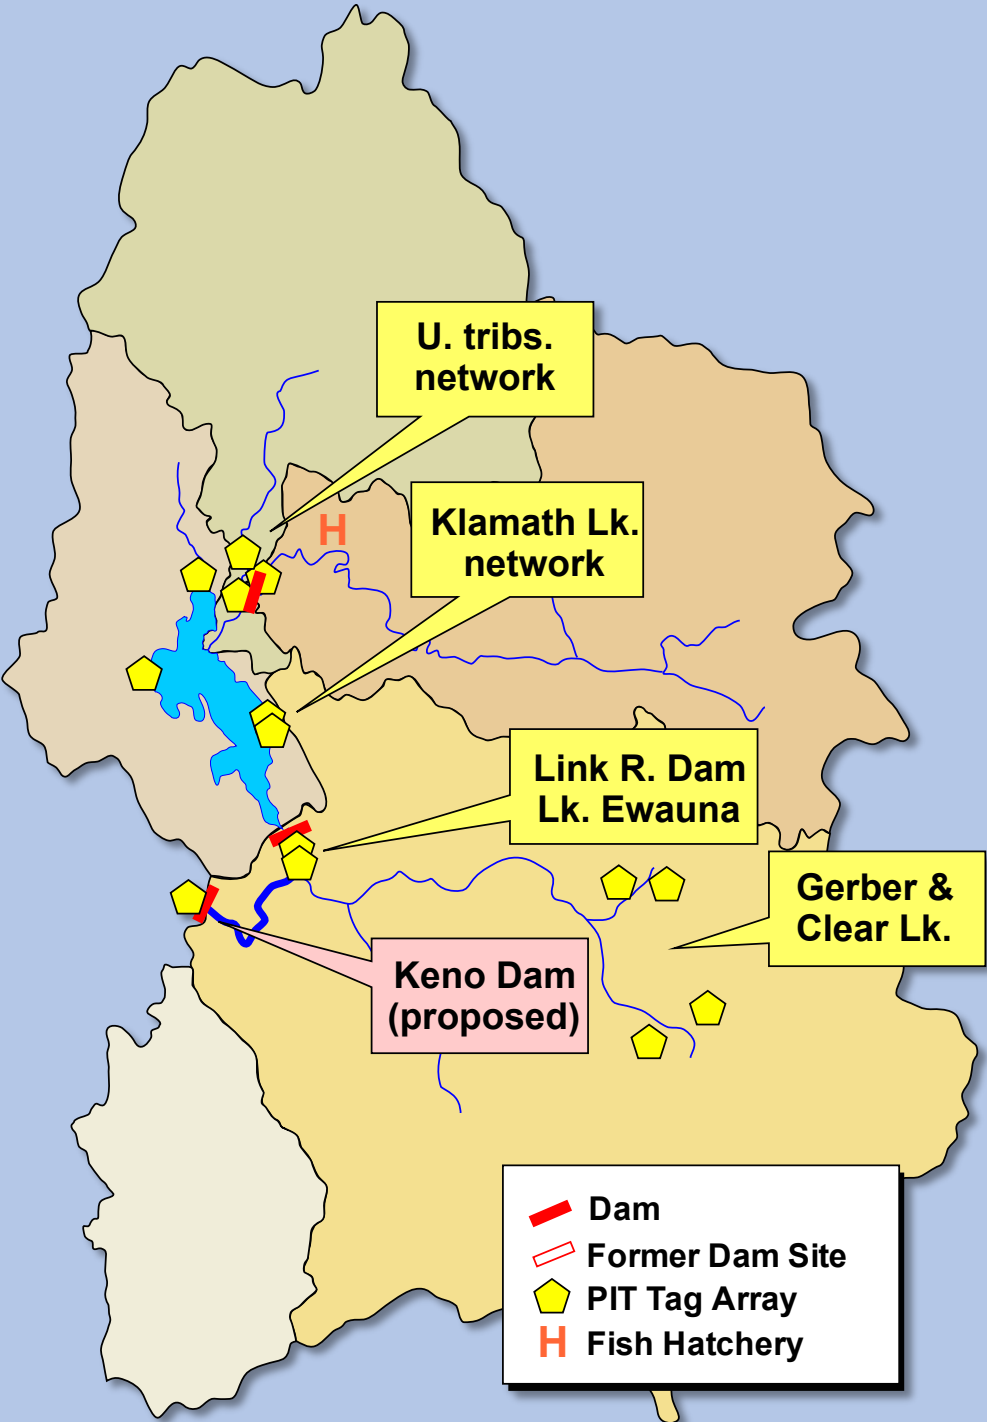 U. tribs.
network
H
Klamath Lk.
network
Link R. Dam
Lk. Ewauna
Gerber &
Clear Lk.
Keno Dam
(proposed)
Dam
Former Dam Site
PIT Tag Array
H Fish Hatchery